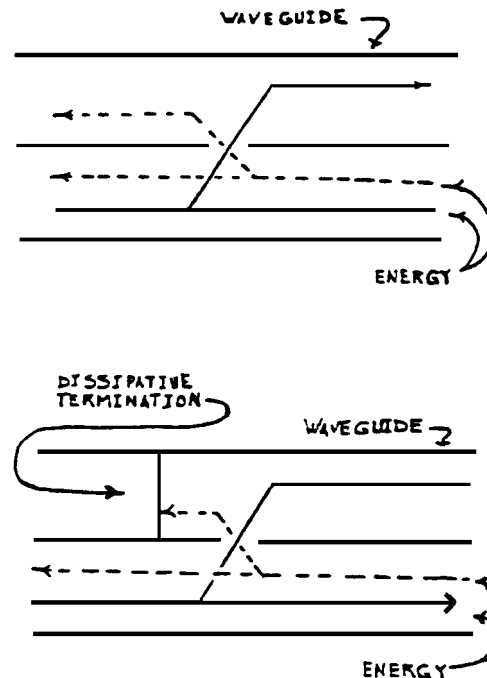 WAVEGUIDE
ENERGY
DISSIPATIVE
TERMINATION
WAVEGUIDE
ENERGY